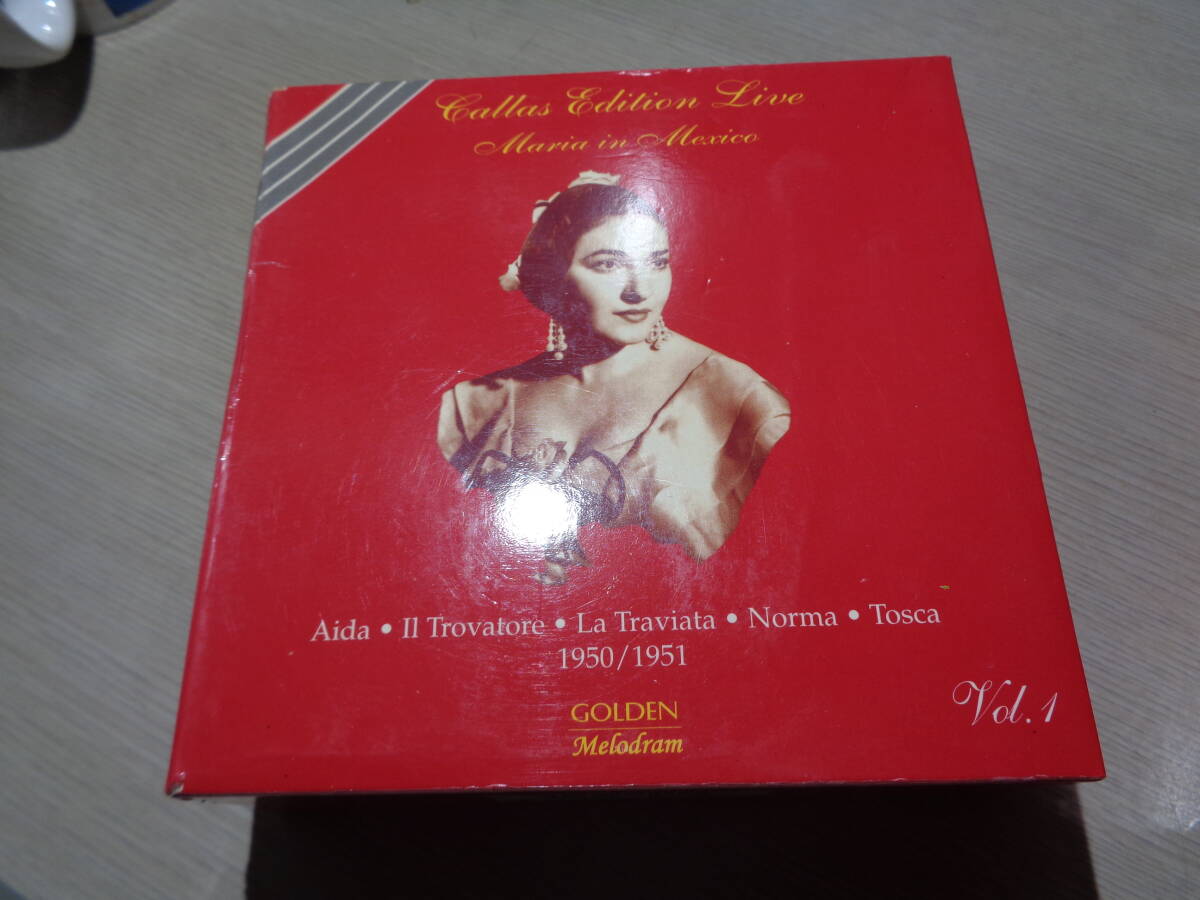 Callas Edition Live
Maria in Mexico
Aida • Il Trovatore • La Traviata • Norma • Tosca
1950/1951
GOLDEN
Melodram
Vol. 1